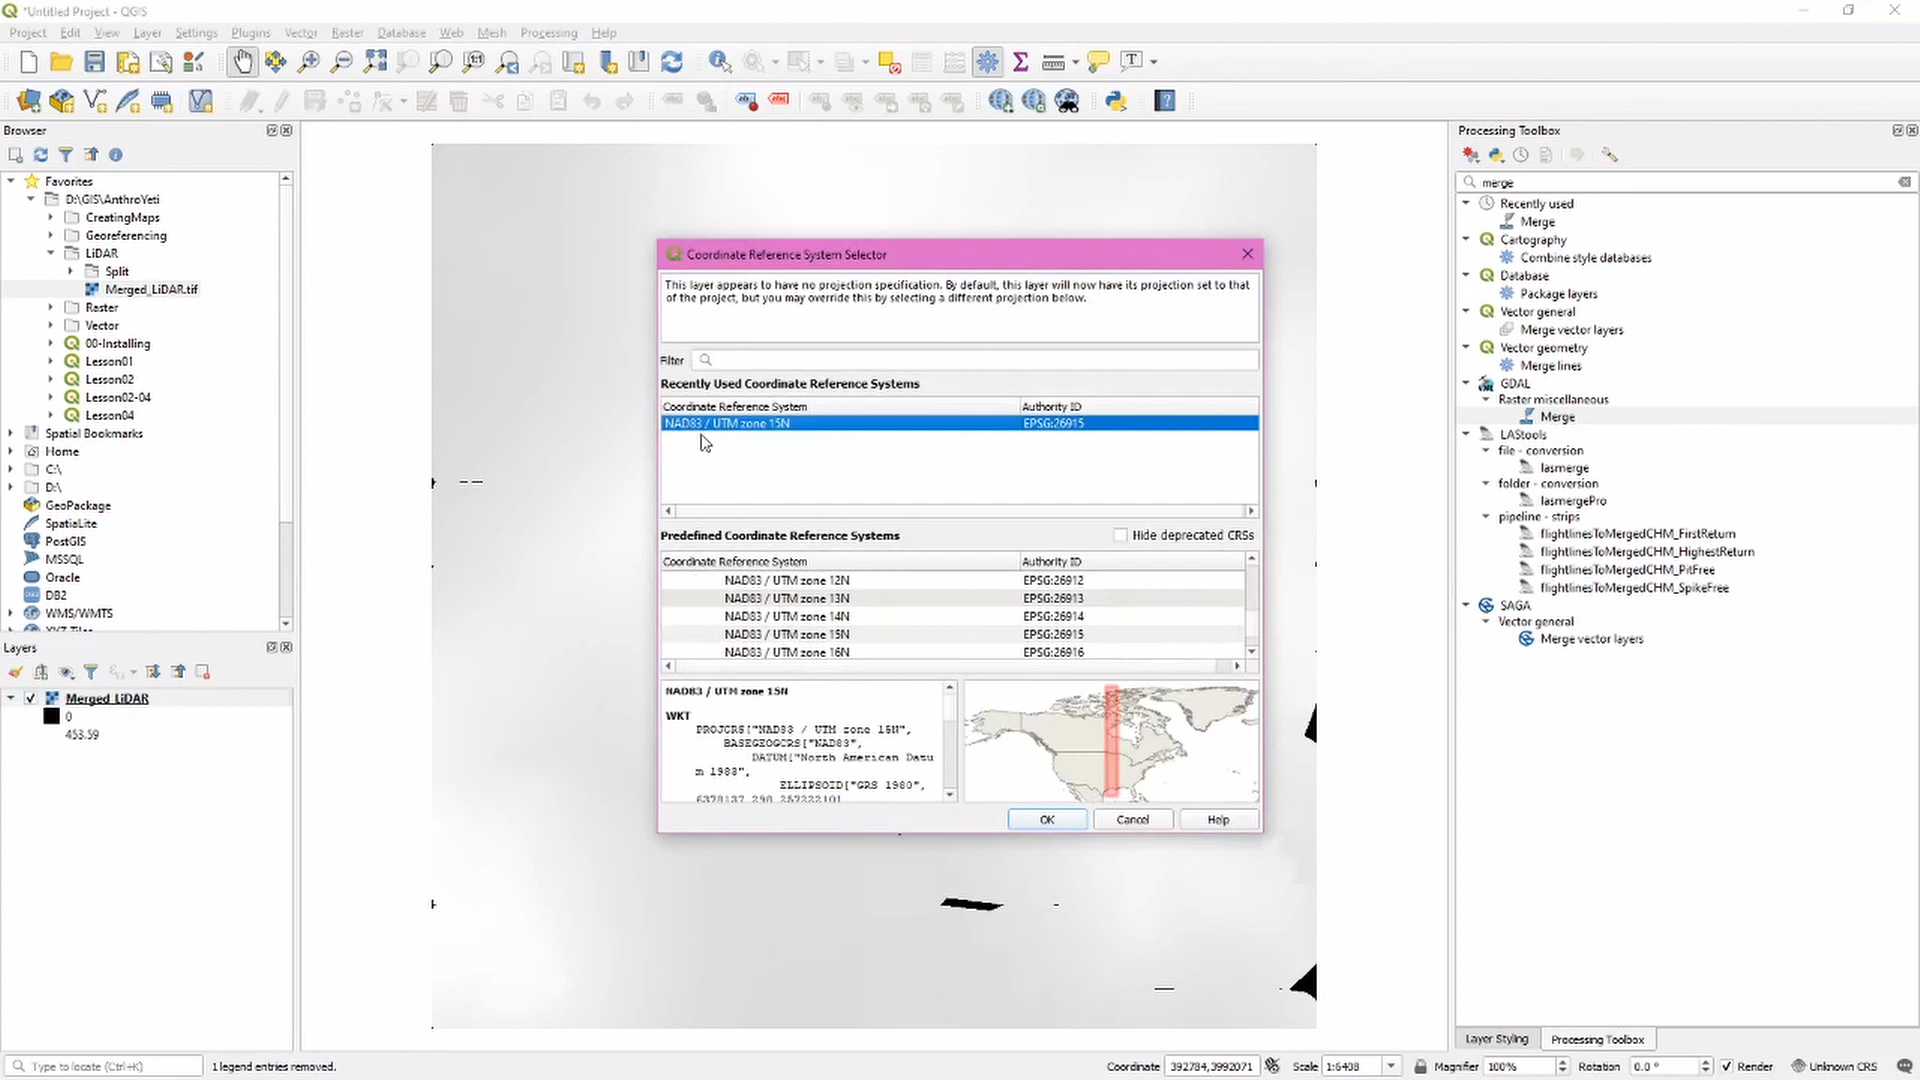 *Untitled Project - QGIS
Project Edit View Layer Settings Plugins Vector Raster Database Web Mesh Processing Help
Browser
Favorites
D:\GIS\AnthroYeti
CreatingMaps
Georeferencing
LiDAR
Split
Merged_LiDAR.tif
Raster
Vector
00-Installing
Lesson01
Lesson02
Lesson02-04
Lesson04
Spatial Bookmarks
Home
C:\
D:\
GeoPackage
SpatiaLite
PostGIS
MSSQL
Oracle
DB2
WMS/WMTS
XYZ Tiles
Layers
Merged_LiDAR
0
453.59
Coordinate Reference System Selector
This layer appears to have no projection specification. By default, this layer will now have its projection set to that
of the project, but you may override this by selecting a different projection below.
Filter
Recently Used Coordinate Reference Systems
Coordinate Reference System Authority ID
NAD83 / UTM zone 15N EPSG:26915
Predefined Coordinate Reference Systems Hide deprecated CRSs
Coordinate Reference System Authority ID
NAD83 / UTM zone 12N EPSG:26912
NAD83 / UTM zone 13N EPSG:26913
NAD83 / UTM zone 14N EPSG:26914
NAD83 / UTM zone 15N EPSG:26915
NAD83 / UTM zone 16N EPSG:26916
NAD83 / UTM zone 15N
WKT
PROJCRS["NAD83 / UTM zone 15N",
BASEGEOGCRS["NAD83",
DATUM["North American Datu
m 1983",
ELLIPSOID["GRS 1980",
6378137,298.257222101,
OK Cancel Help
Processing Toolbox
merge
Recently used
Merge
Cartography
Combine style databases
Database
Package layers
Vector general
Merge vector layers
Vector geometry
Merge lines
GDAL
Raster miscellaneous
Merge
LAStools
file - conversion
lasmerge
folder - conversion
lasmergePro
pipeline - strips
flightlinesToMergedCHM_FirstReturn
flightlinesToMergedCHM_HighestReturn
flightlinesToMergedCHM_PitFree
flightlinesToMergedCHM_SpikeFree
SAGA
Vector general
Merge vector layers
Layer Styling Processing Toolbox
Type to locate (Ctrl+K) 1 legend entries removed. Coordinate 392784,3992071 Scale 1:6408 Magnifier 100% Rotation 0.0 ° Render Unknown CRS